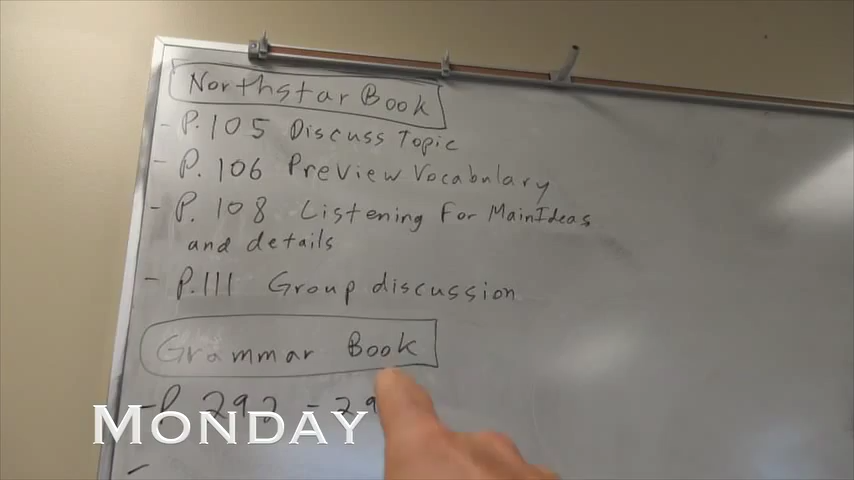 Northstar Book
- P. 105 Discuss Topic
- P. 106 Preview Vocabulary
- P. 108 Listening For Main Ideas
and details
- P. 111 Group discussion
Grammar Book
- P. 292 -
MONDAY